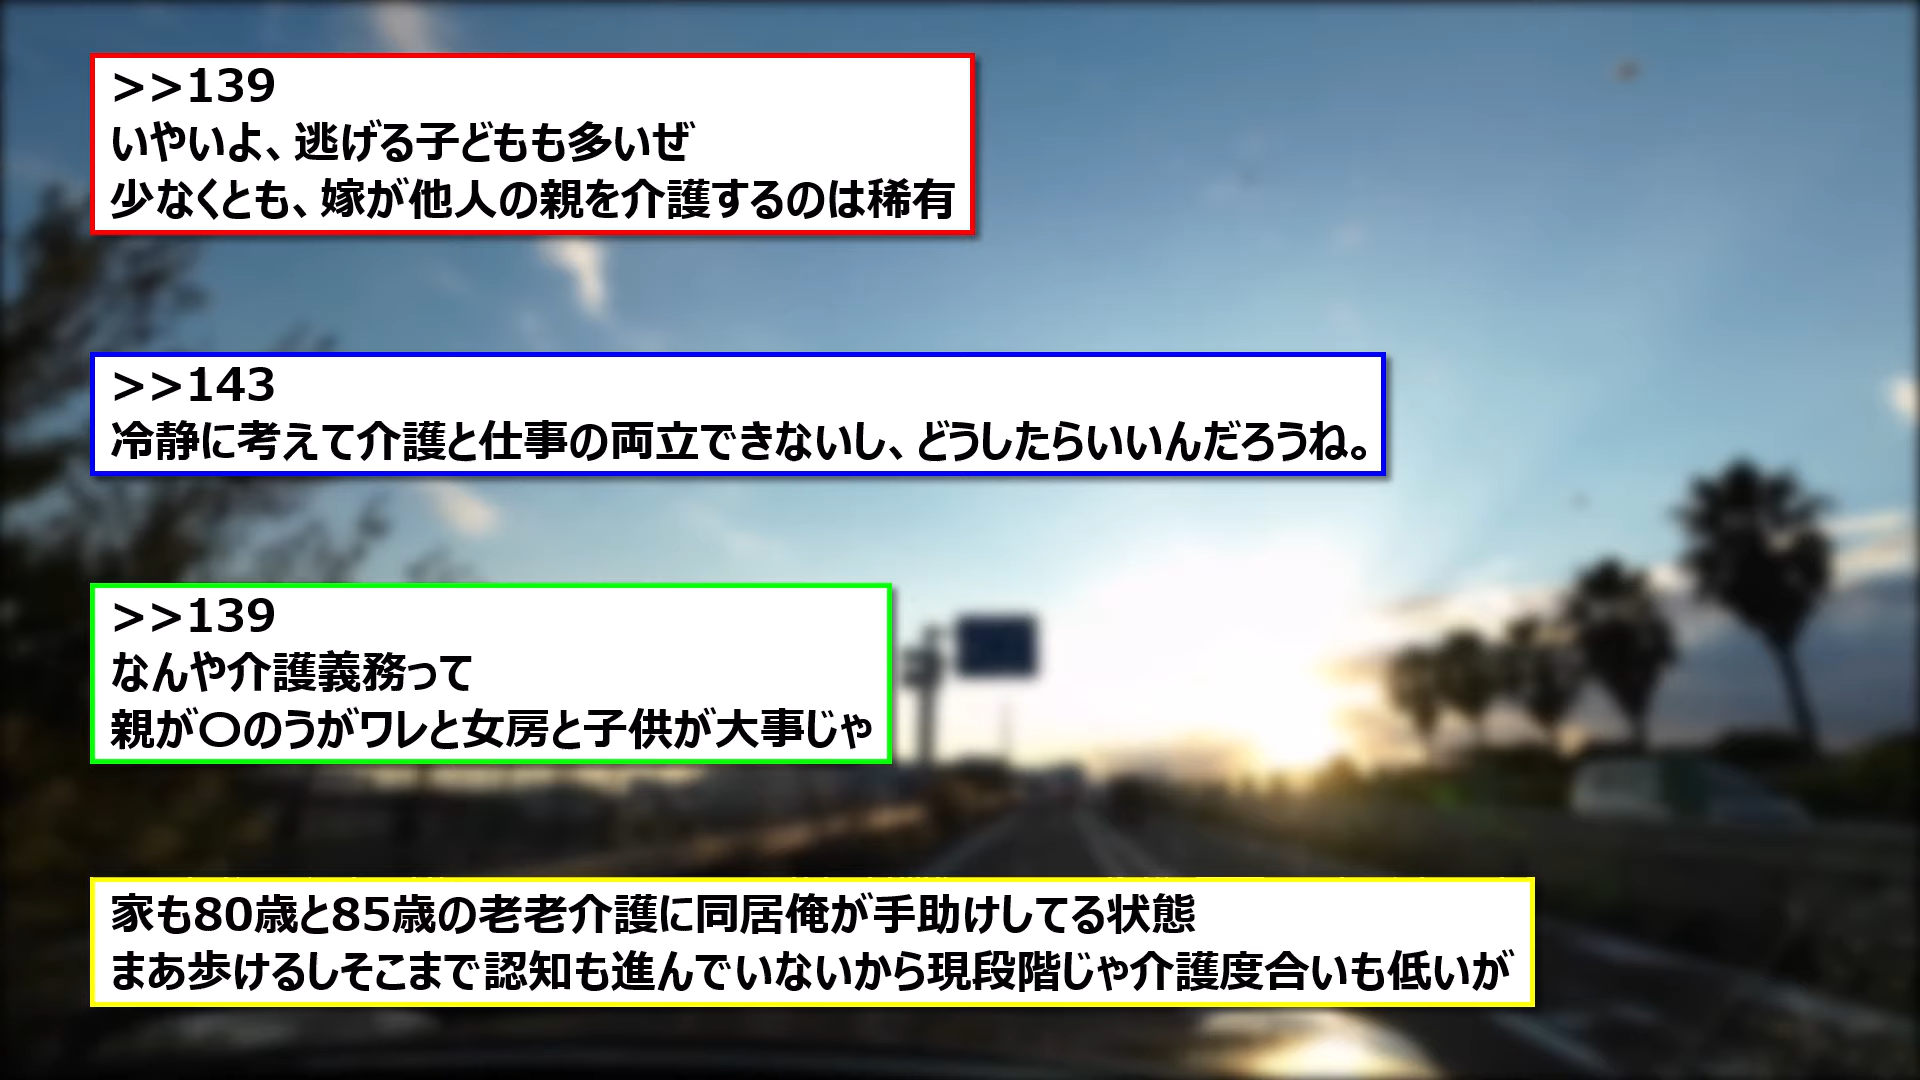 >>139
いやいよ、逃げる子どもも多いぜ
少なくとも、嫁が他人の親を介護するのは稀有
>>143
冷静に考えて介護と仕事の両立できないし、どうしたらいいんだろうね。
>>139
なんや介護義務って
親が〇のうがワレと女房と子供が大事じゃ
家も80歳と85歳の老老介護に同居俺が手助けしてる状態
まあ歩けるしそこまで認知も進んでいないから現段階じゃ介護度合いも低いが